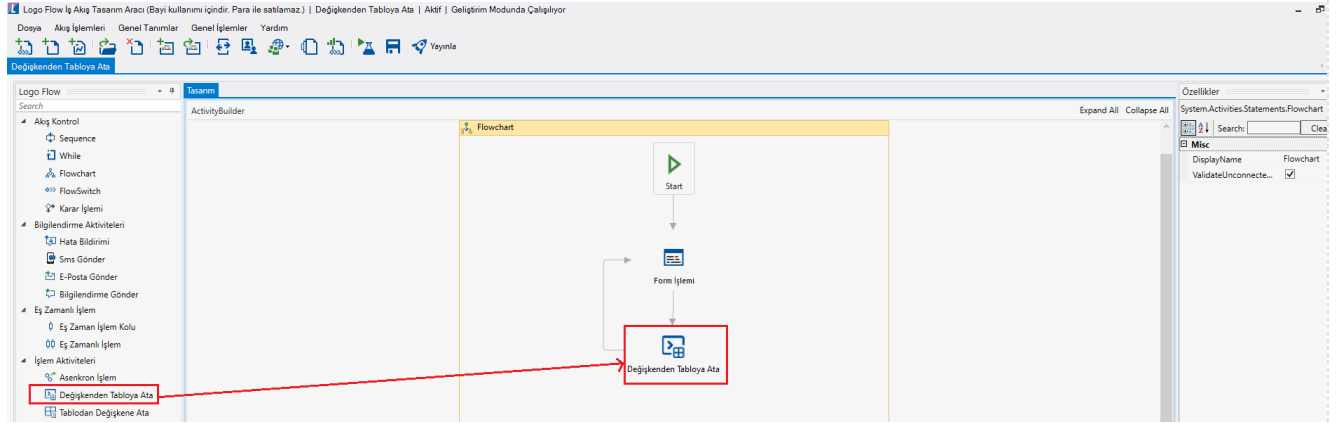 Logo Flow İş Akış Tasarım Aracı (Bayi kullanımı içindir. Para ile satılamaz.) | Değişkenden Tabloya Ata | Aktif | Geliştirim Modunda Çalışılıyor
Dosya Akış İşlemleri Genel Tanımlar Genel İşlemler Yardım
Yayınla
Değişkenden Tabloya Ata
Logo Flow
Search
Akış Kontrol
Sequence
While
Flowchart
FlowSwitch
Karar İşlemi
Bilgilendirme Aktiviteleri
Hata Bildirimi
Sms Gönder
E-Posta Gönder
Bilgilendirme Gönder
Eş Zamanlı İşlem
Eş Zaman İşlem Kolu
Eş Zamanlı İşlem
İşlem Aktiviteleri
Asenkron İşlem
Değişkenden Tabloya Ata
Tablodan Değişkene Ata
Tasarım
ActivityBuilder
Expand All Collapse All
Flowchart
Start
Form İşlemi
Değişkenden Tabloya Ata
Özellikler
System.Activities.Statements.Flowchart
Search: Clea
Misc
DisplayName Flowchart
ValidateUnconnecte...